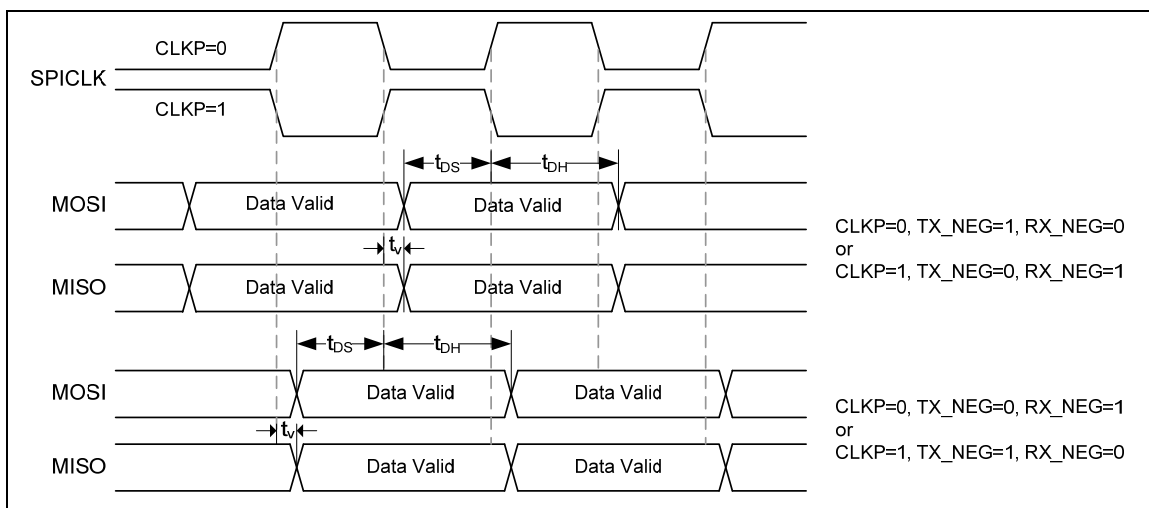 CLKP=0
SPICLK
CLKP=1
tDS
tDH
MOSI
Data Valid
Data Valid
tv
MISO
Data Valid
Data Valid
CLKP=0, TX_NEG=1, RX_NEG=0
or
CLKP=1, TX_NEG=0, RX_NEG=1
tDS
tDH
MOSI
Data Valid
Data Valid
tv
MISO
Data Valid
Data Valid
CLKP=0, TX_NEG=0, RX_NEG=1
or
CLKP=1, TX_NEG=1, RX_NEG=0